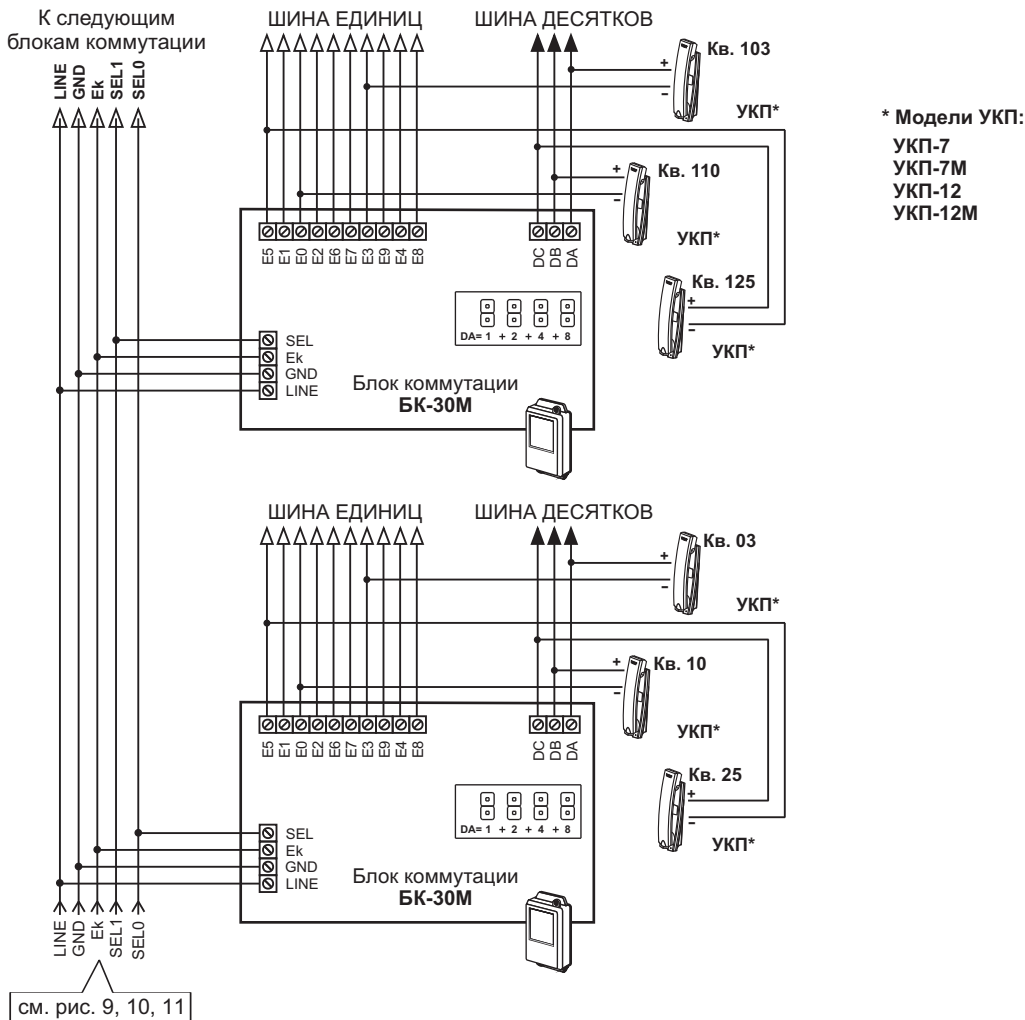 К следующим
блокам коммутации
LINE
GND
Ek
SEL1
SEL0
ШИНА ЕДИНИЦ
ШИНА ДЕСЯТКОВ
+
–
Кв. 103
УКП*
+
–
Кв. 110
УКП*
Кв. 125
+
–
УКП*
* Модели УКП:
УКП-7
УКП-7М
УКП-12
УКП-12М
E5 E1 E0 E2 E6 E7 E3 E9 E4 E8
DC DB DA
DA= 1 + 2 + 4 + 8
SEL
Ek
GND
LINE
Блок коммутации
БК-30М
ШИНА ЕДИНИЦ
ШИНА ДЕСЯТКОВ
+
–
Кв. 03
УКП*
+
–
Кв. 10
УКП*
Кв. 25
+
–
УКП*
E5 E1 E0 E2 E6 E7 E3 E9 E4 E8
DC DB DA
DA= 1 + 2 + 4 + 8
SEL
Ek
GND
LINE
Блок коммутации
БК-30М
LINE
GND
Ek
SEL1
SEL0
см. рис. 9, 10, 11